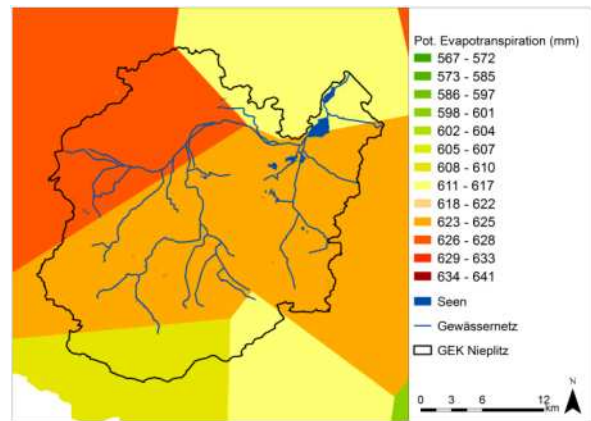 Pot. Evapotranspiration (mm)
567 - 572
573 - 585
586 - 597
598 - 601
602 - 604
605 - 607
608 - 610
611 - 617
618 - 622
623 - 625
626 - 628
629 - 633
634 - 641
Seen
Gewässernetz
GEK Nieplitz
N
0 3 6 12
km